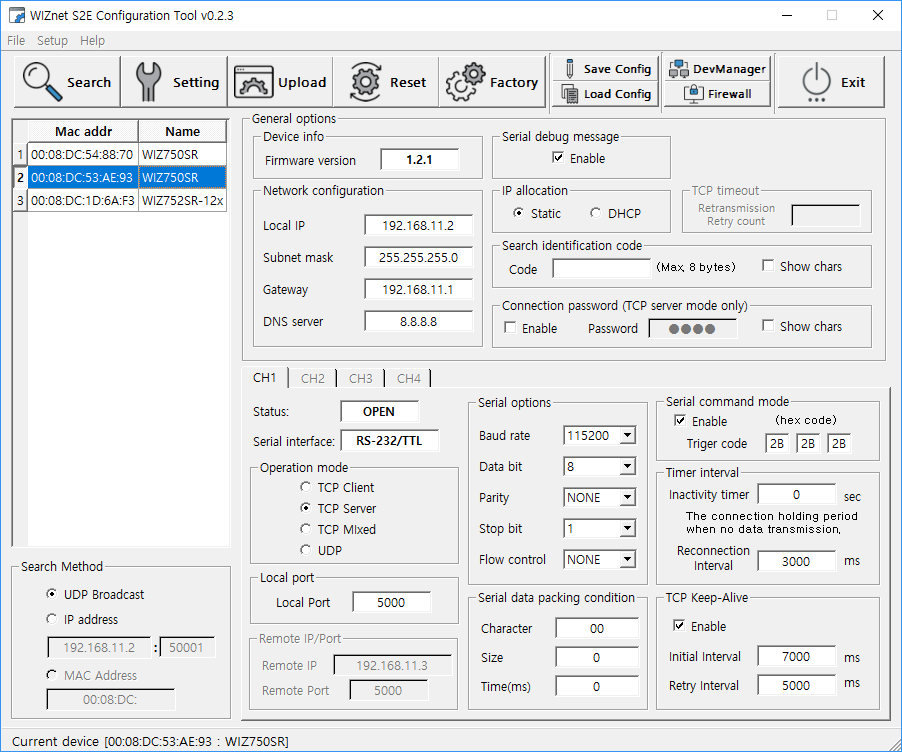 WIZnet S2E Configuration Tool v0.2.3
File Setup Help
Search
Setting
Upload
Reset
Factory
Save Config
Load Config
DevManager
Firewall
Exit
Mac addr Name
1 00:08:DC:54:88:70 WIZ750SR
2 00:08:DC:53:AE:93 WIZ750SR
3 00:08:DC:1D:6A:F3 WIZ752SR-12x
Search Method
UDP Broadcast
IP address
192.168.11.2 : 50001
MAC Address
00:08:DC:
General options
Device info
Firmware version 1.2.1
Network configuration
Local IP 192.168.11.2
Subnet mask 255.255.255.0
Gateway 192.168.11.1
DNS server 8.8.8.8
Serial debug message
Enable
IP allocation
Static DHCP
TCP timeout
Retransmission
Retry count
Search identification code
Code (Max, 8 bytes) Show chars
Connection password (TCP server mode only)
Enable Password ●●●● Show chars
CH1 CH2 CH3 CH4
Status: OPEN
Serial interface: RS-232/TTL
Operation mode
TCP Client
TCP Server
TCP MIxed
UDP
Local port
Local Port 5000
Remote IP/Port
Remote IP 192.168.11.3
Remote Port 5000
Serial options
Baud rate 115200
Data bit 8
Parity NONE
Stop bit 1
Flow control NONE
Serial data packing condition
Character 00
Size 0
Time(ms) 0
Serial command mode
Enable (hex code)
Triger code 2B 2B 2B
Timer interval
Inactivity timer 0 sec
The connection holding period
when no data transmission,
Reconnection
Interval 3000 ms
TCP Keep-Alive
Enable
Initial Interval 7000 ms
Retry Interval 5000 ms
Current device [00:08:DC:53:AE:93 : WIZ750SR]